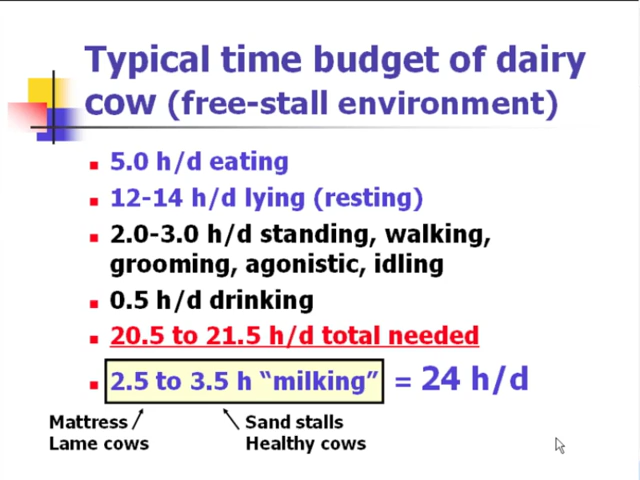 Typical time budget of dairy
cow (free-stall environment)
5.0 h/d eating
12-14 h/d lying (resting)
2.0-3.0 h/d standing, walking,
grooming, agonistic, idling
0.5 h/d drinking
20.5 to 21.5 h/d total needed
2.5 to 3.5 h “milking” = 24 h/d
Mattress
Lame cows
Sand stalls
Healthy cows